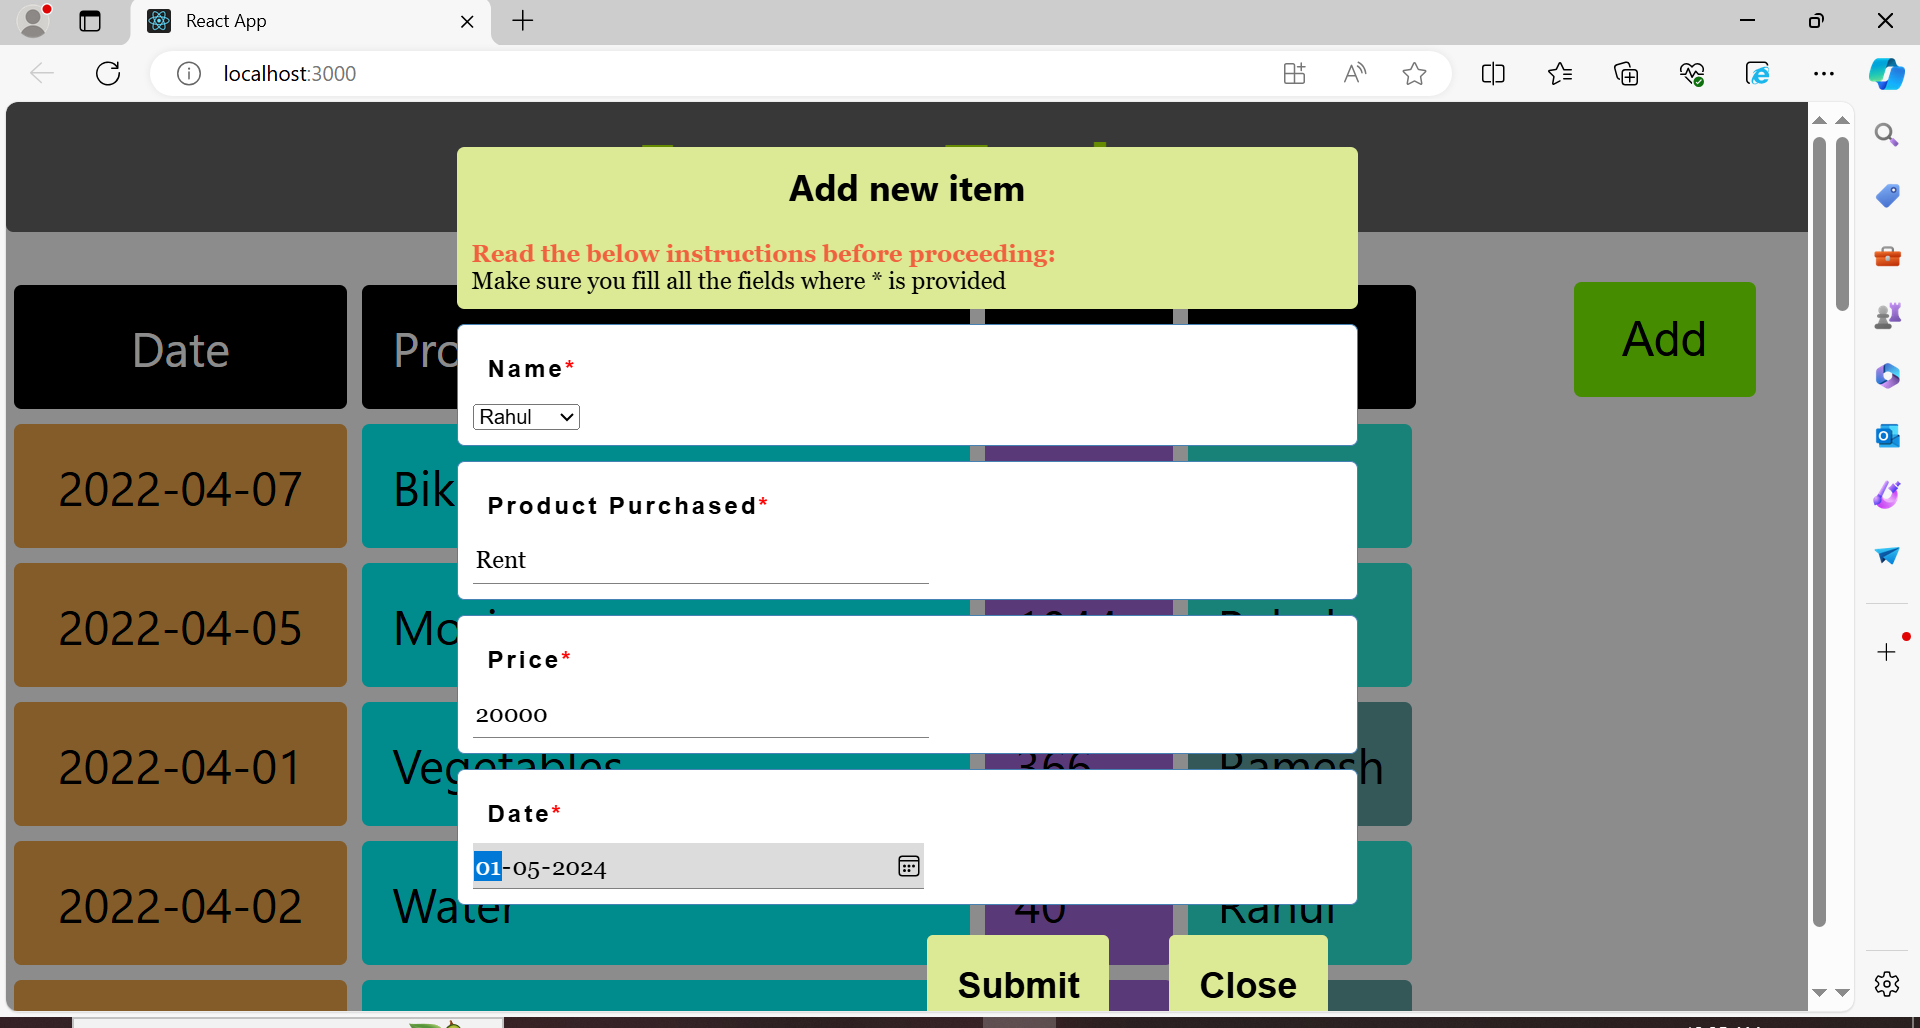 React App
localhost:3000
Add new item
Read the below instructions before proceeding:
Make sure you fill all the fields where * is provided
Date
Pro
Add
Name*
Rahul
2022-04-07
Bik
Product Purchased*
Rent
2022-04-05
Mo
Price*
20000
2022-04-01
Vegetables
366
Ramesh
Date*
01-05-2024
2022-04-02
Water
40
Rahul
Submit
Close